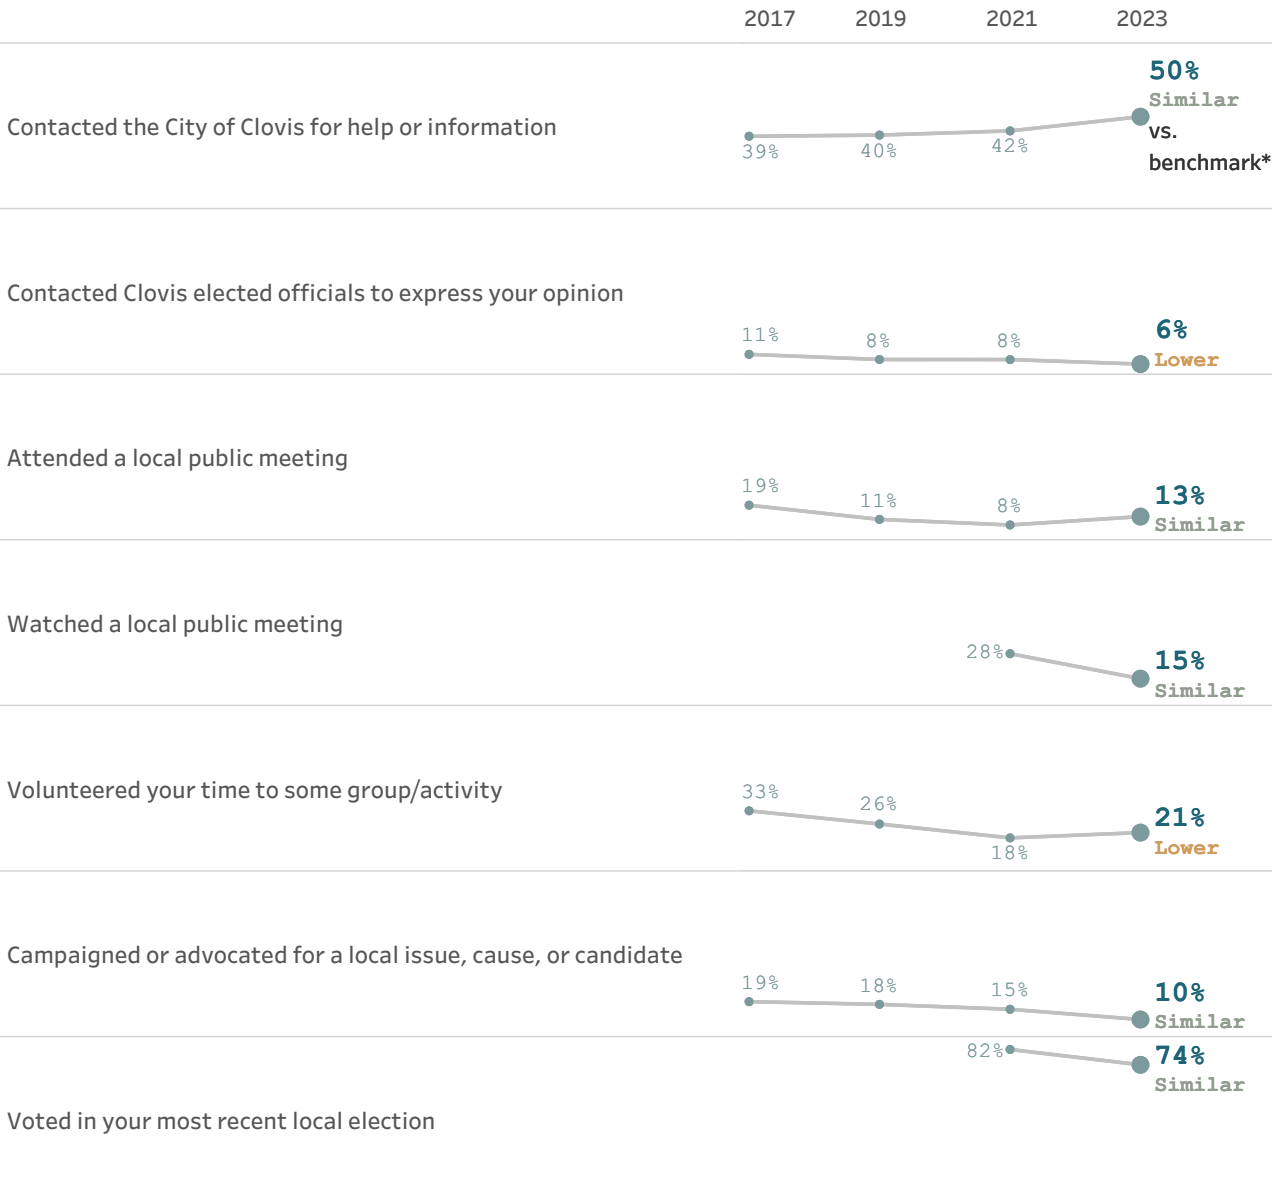 2017 2019 2021 2023
50%
Similar
Contacted the City of Clovis for help or information
vs.
39% 40% 42%
benchmark*
Contacted Clovis elected officials to express your opinion
11% 8% 8% 6%
Lower
Attended a local public meeting
19% 11% 8% 13%
Similar
Watched a local public meeting
28% 15%
Similar
Volunteered your time to some group/activity
33% 26% 21%
18% Lower
Campaigned or advocated for a local issue, cause, or candidate
19% 18% 15% 10%
Similar
82% 74%
Similar
Voted in your most recent local election